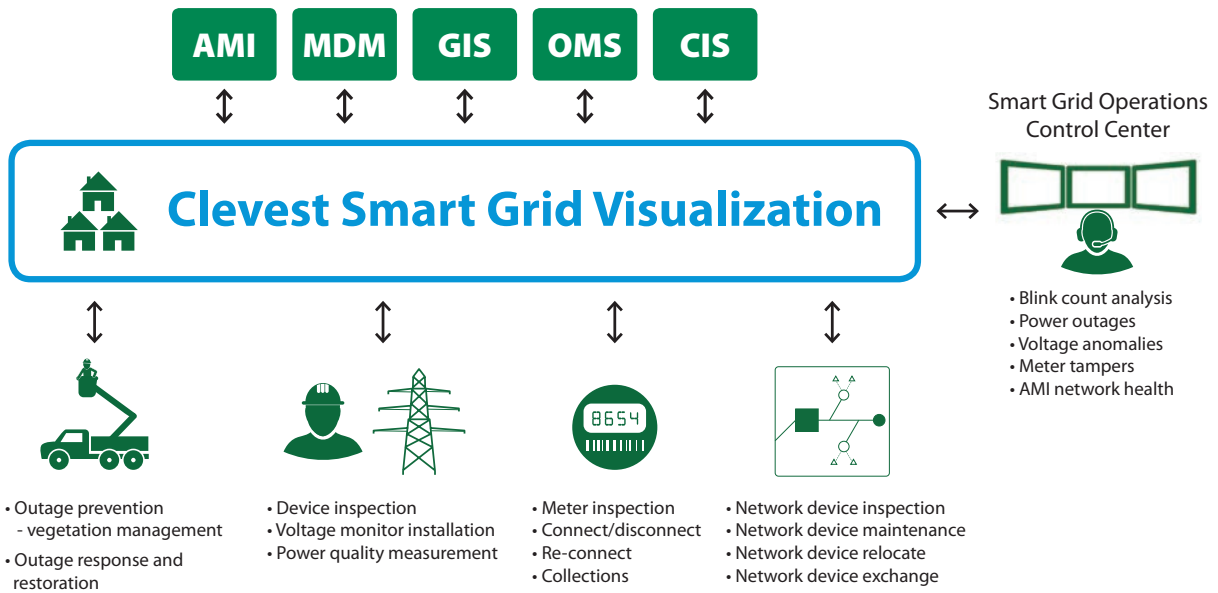 AMI
MDM
GIS
OMS
CIS
Smart Grid Operations
Control Center
Clevest Smart Grid Visualization
• Blink count analysis
• Power outages
• Voltage anomalies
• Meter tampers
• AMI network health
8654
• Outage prevention
- vegetation management
• Outage response and
restoration
• Device inspection
• Voltage monitor installation
• Power quality measurement
• Meter inspection
• Connect/disconnect
• Re-connect
• Collections
• Network device inspection
• Network device maintenance
• Network device relocate
• Network device exchange